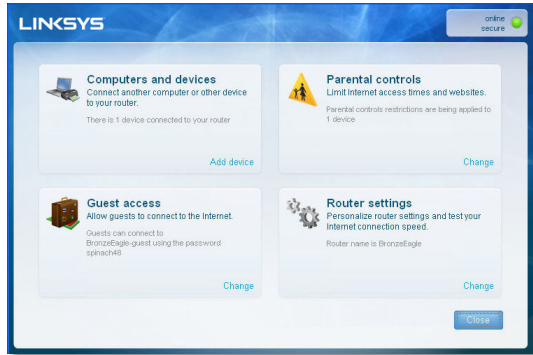 LINKSYS
online
secure
Computers and devices
Connect another computer or other device
to your router.
There is 1 device connected to your router
Add device
Parental controls
Limit Internet access times and websites.
Parental controls restrictions are being applied to
1 device
Change
Guest access
Allow guests to connect to the Internet.
Guests can connect to
BronzeEagle-guest using the password
spinach48
Change
Router settings
Personalize router settings and test your
Internet connection speed.
Router name is BronzeEagle
Change
Close